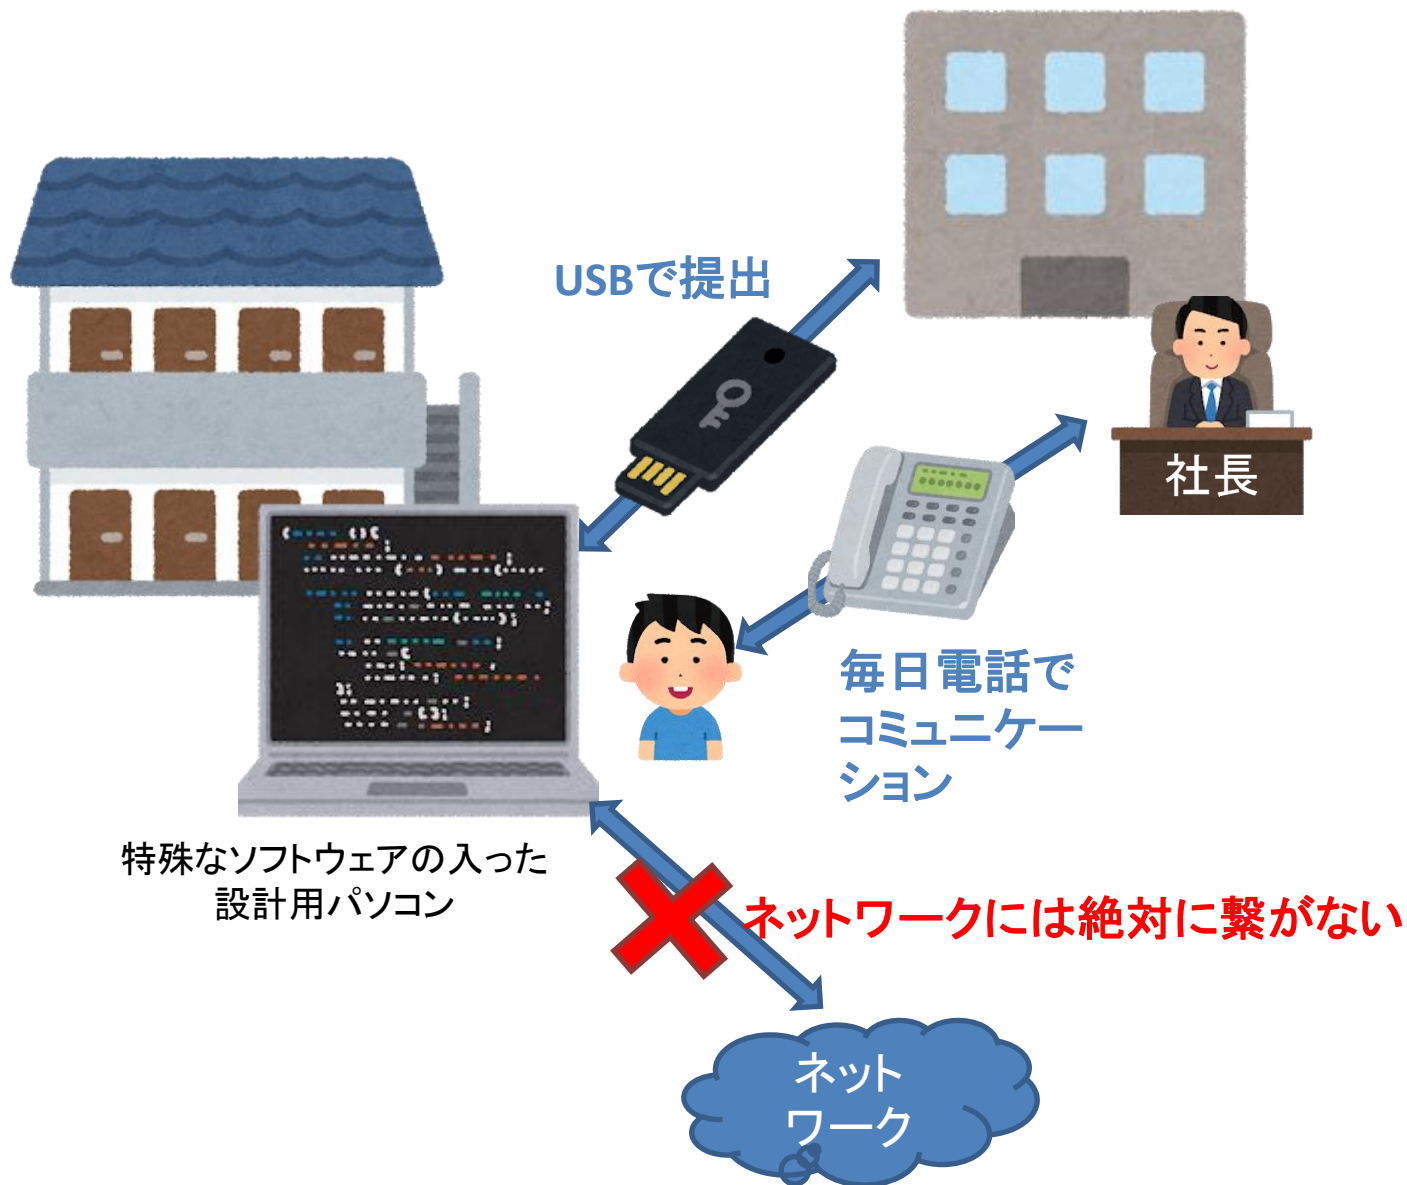 USBで提出
社長
毎日電話で
コミュニケー
ション
特殊なソフトウェアの入った
設計用パソコン
ネットワークには絶対に繋がない
ネット
ワーク